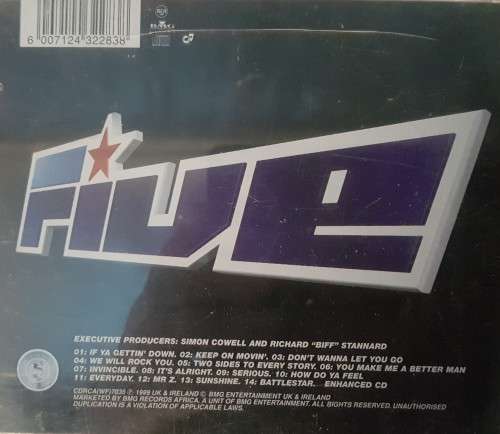 6 007124 322838
BMG
five
EXECUTIVE PRODUCERS: SIMON COWELL AND RICHARD "BIFF" STANNARD
01: IF YA GETTIN' DOWN. 02: KEEP ON MOVIN'. 03: DON'T WANNA LET YOU GO
04: WE WILL ROCK YOU. 05: TWO SIDES TO EVERY STORY. 06: YOU MAKE ME A BETTER MAN
07: INVINCIBLE. 08: IT'S ALRIGHT. 09: SERIOUS. 10: HOW DO YA FEEL
11: EVERYDAY. 12: MR Z. 13: SUNSHINE. 14: BATTLESTAR. ENHANCED CD
CDRCA(WF)7035 ℗ 1999 UK & IRELAND © BMG ENTERTAINMENT UK & IRELAND
MARKETED BY BMG RECORDS AFRICA. A UNIT OF BMG ENTERTAINMENT. ALL RIGHTS RESERVED. UNAUTHORISED
DUPLICATION IS A VIOLATION OF APPLICABLE LAWS.